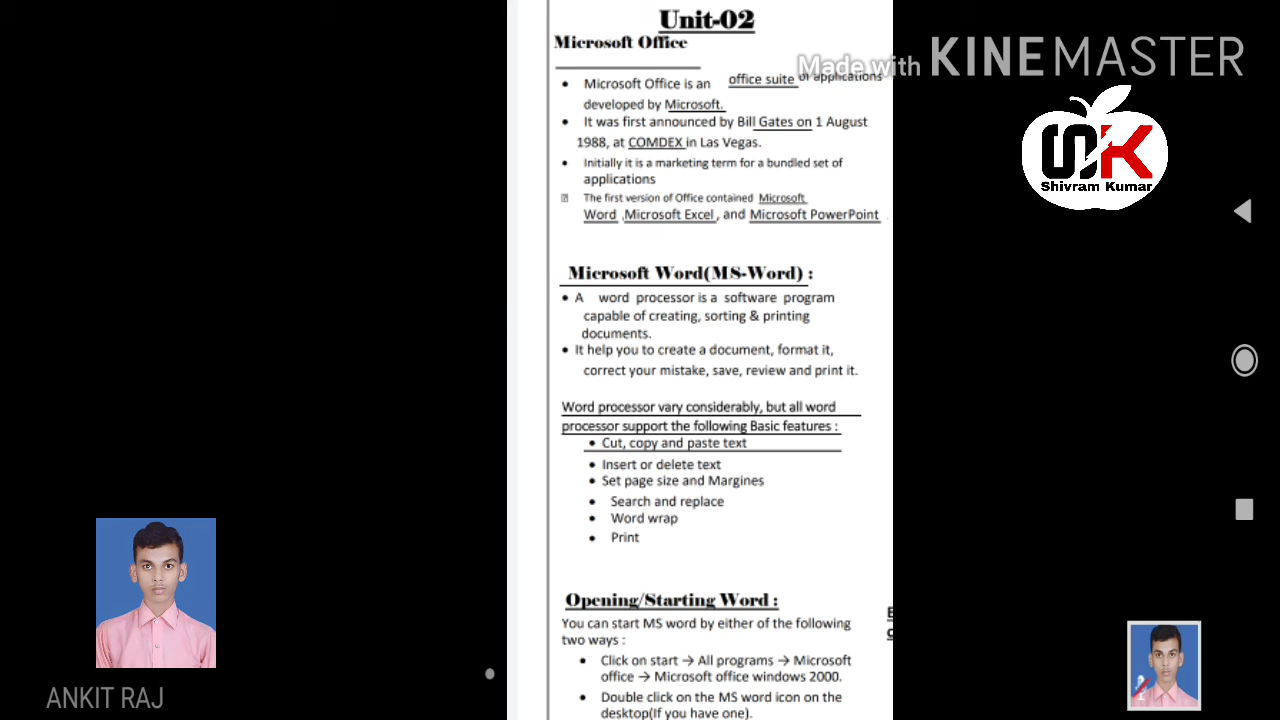 Unit-02
Microsoft Office
Made with KINEMASTER
Microsoft Office is an office suite of applications
developed by Microsoft.
It was first announced by Bill Gates on 1 August
1988, at COMDEX in Las Vegas.
Initially it is a marketing term for a bundled set of
applications
The first version of Office contained Microsoft
Word ,Microsoft Excel, and Microsoft PowerPoint .
SK
Shivram Kumar
Microsoft Word(MS-Word) :
• A word processor is a software program
capable of creating, sorting & printing
documents.
• It help you to create a document, format it,
correct your mistake, save, review and print it.
Word processor vary considerably, but all word
processor support the following Basic features :
• Cut, copy and paste text
• Insert or delete text
• Set page size and Margines
• Search and replace
• Word wrap
• Print
Opening/Starting Word :
You can start MS word by either of the following
two ways :
• Click on start → All programs → Microsoft
office → Microsoft office windows 2000.
• Double click on the MS word icon on the
desktop(If you have one).
ANKIT RAJ